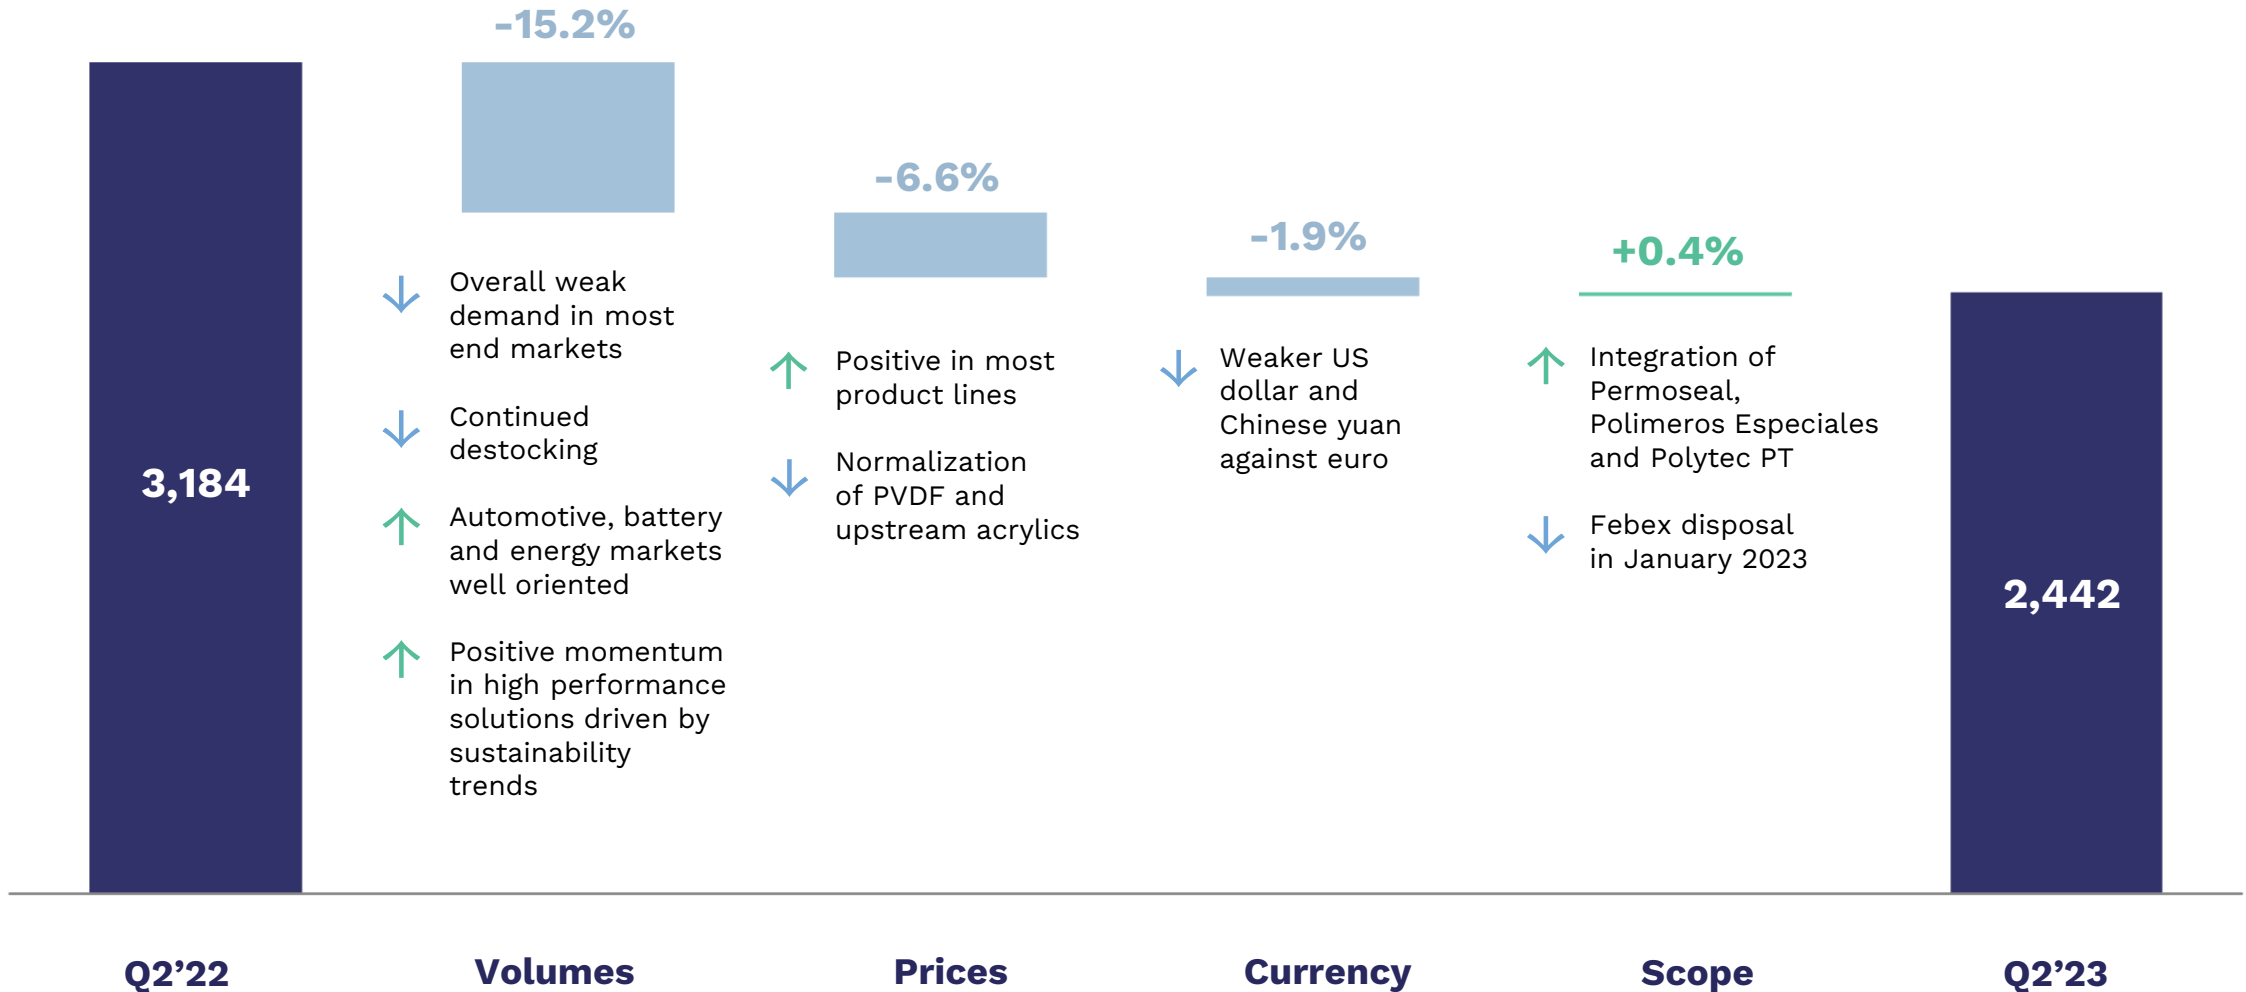 -15.2%
-6.6%
-1.9%
+0.4%
3,184
Overall weak
demand in most
end markets
Continued
destocking
Automotive, battery
and energy markets
well oriented
Positive momentum
in high performance
solutions driven by
sustainability
trends
Positive in most
product lines
Normalization
of PVDF and
upstream acrylics
Weaker US
dollar and
Chinese yuan
against euro
Integration of
Permoseal,
Polimeros Especiales
and Polytec PT
Febex disposal
in January 2023
2,442
Q2’22
Volumes
Prices
Currency
Scope
Q2’23